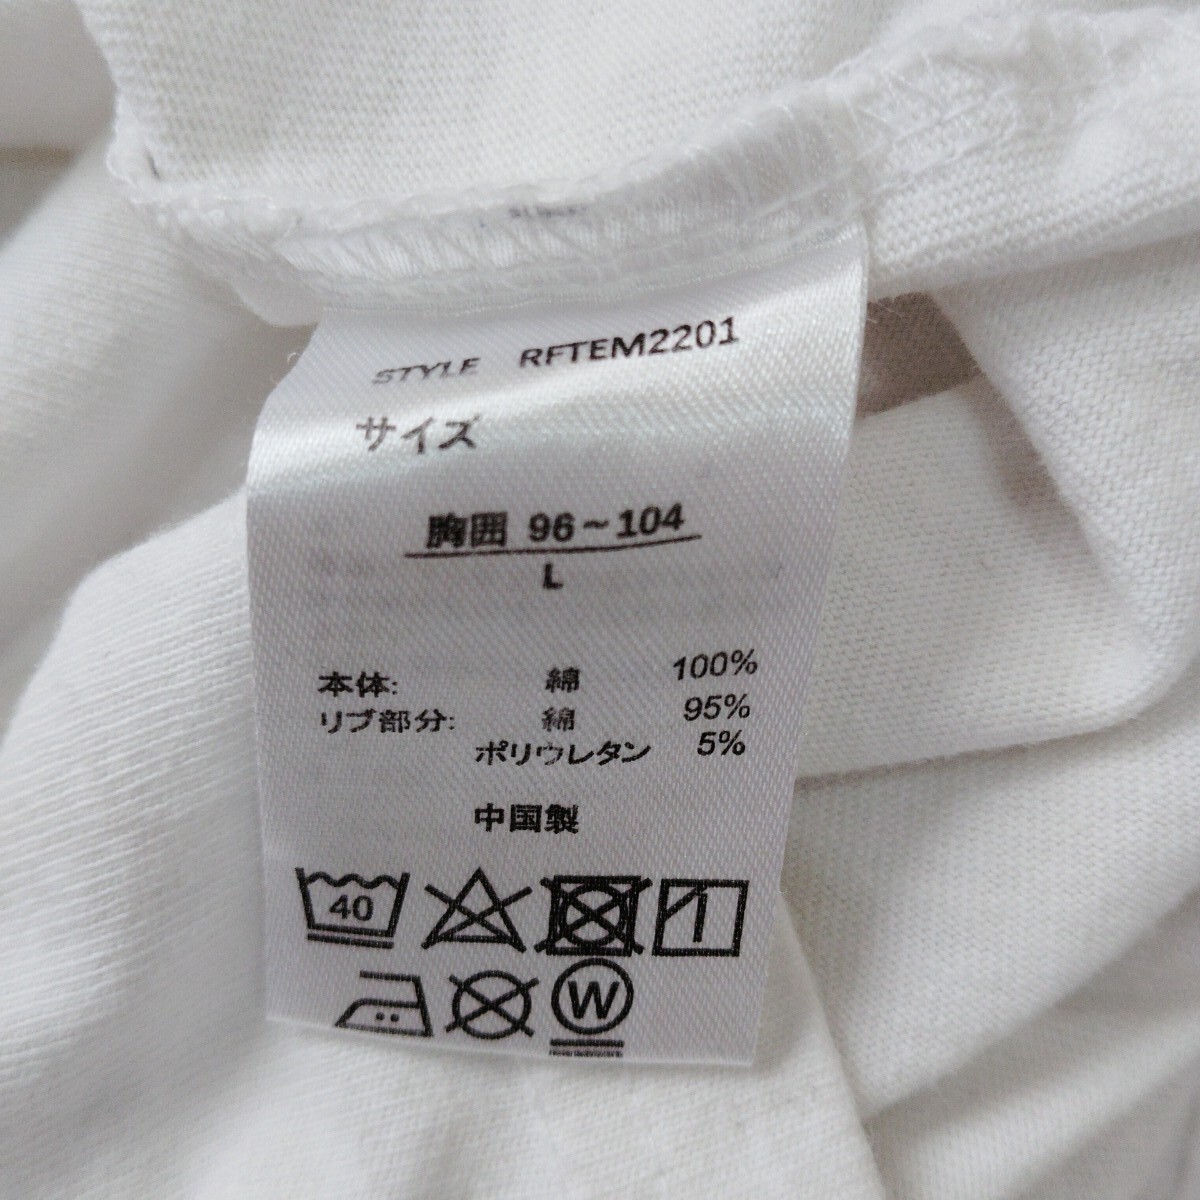 STYLE RFTEM2201
サイズ
胸囲 96~104
L
本体: 綿 100%
リブ部分: 綿 95%
ポリウレタン 5%
中国製
40
W